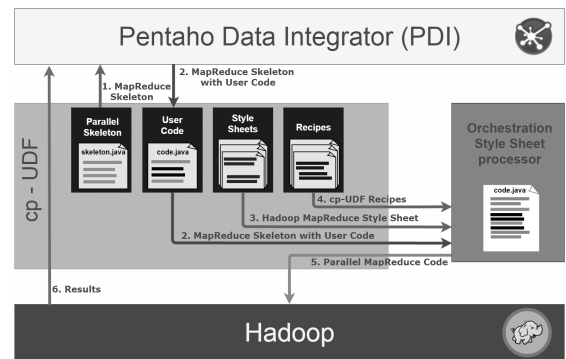 Pentaho Data Integrator (PDI)
1. MapReduce
Skeleton
2. MapReduce Skeleton
with User Code
cp - UDF
Parallel
Skeleton
skeleton.java
User
Code
code.java
Style
Sheets
Recipes
Orchestration
Style Sheet
processor
code.java
4. cp-UDF Recipes
3. Hadoop MapReduce Style Sheet
2. MapReduce Skeleton with User Code
5. Parallel MapReduce Code
6. Results
Hadoop